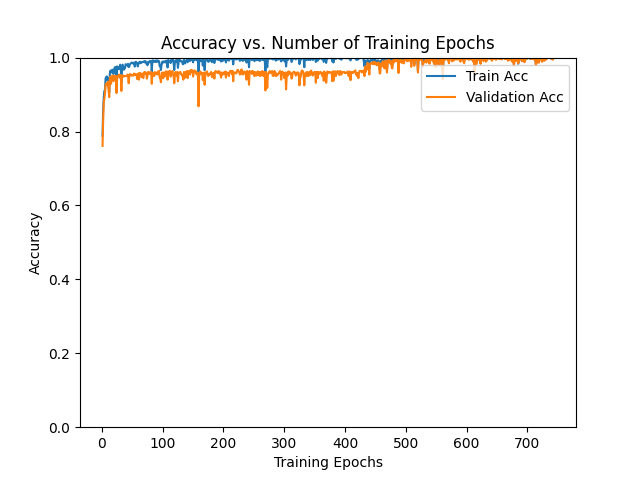 Accuracy vs. Number of Training Epochs
1.0
0.8
0.6
0.4
0.2
0.0
Accuracy
Train Acc
Validation Acc
0 100 200 300 400 500 600 700
Training Epochs